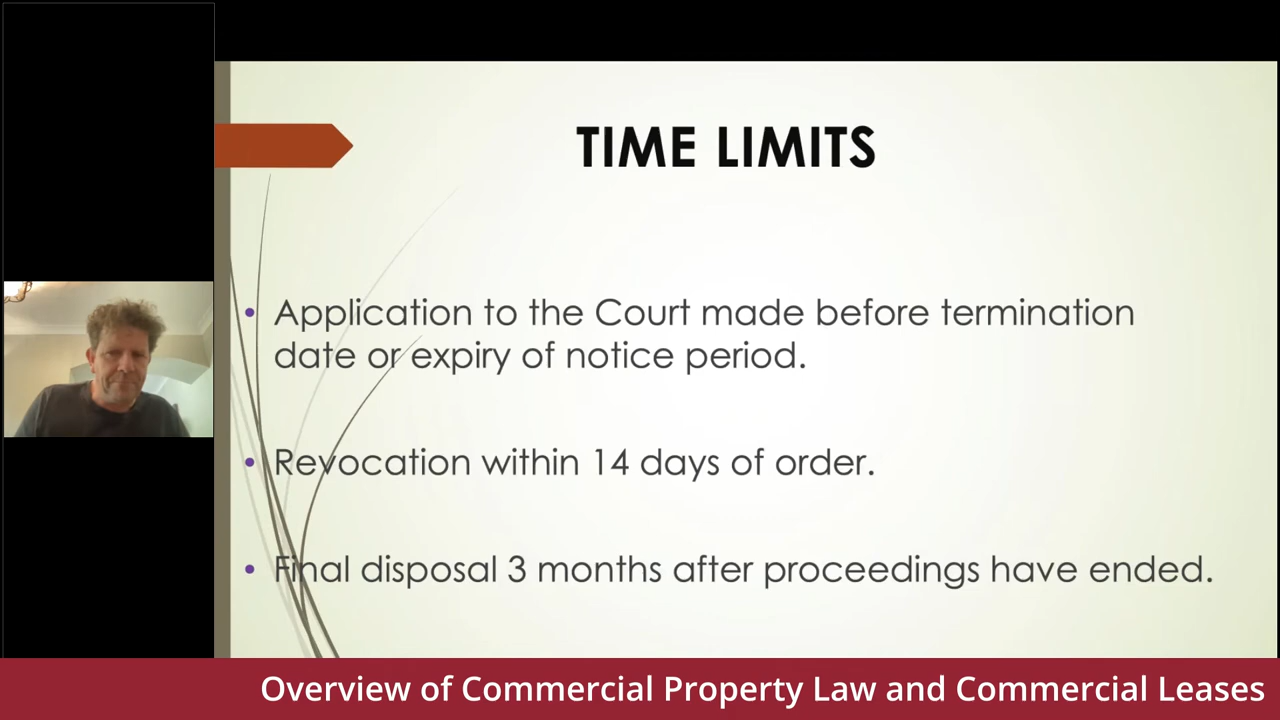 TIME LIMITS
• Application to the Court made before termination
date or expiry of notice period.
• Revocation within 14 days of order.
• Final disposal 3 months after proceedings have ended.
Overview of Commercial Property Law and Commercial Leases